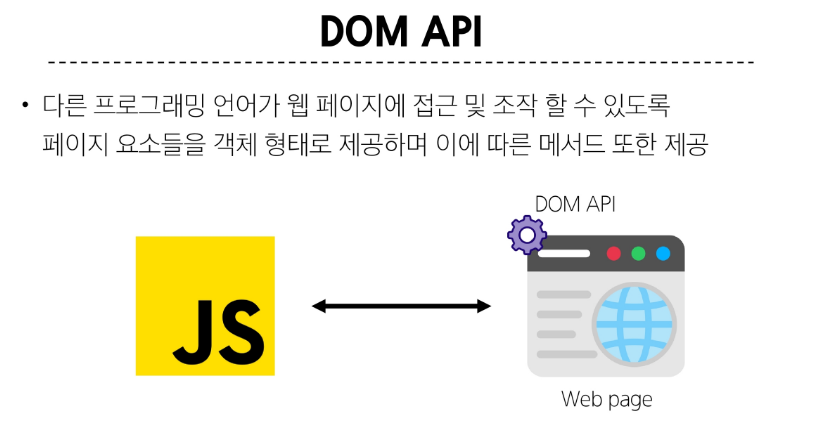 DOM API
• 다른 프로그래밍 언어가 웹 페이지에 접근 및 조작 할 수 있도록
페이지 요소들을 객체 형태로 제공하며 이에 따른 메서드 또한 제공
DOM API
JS
Web page